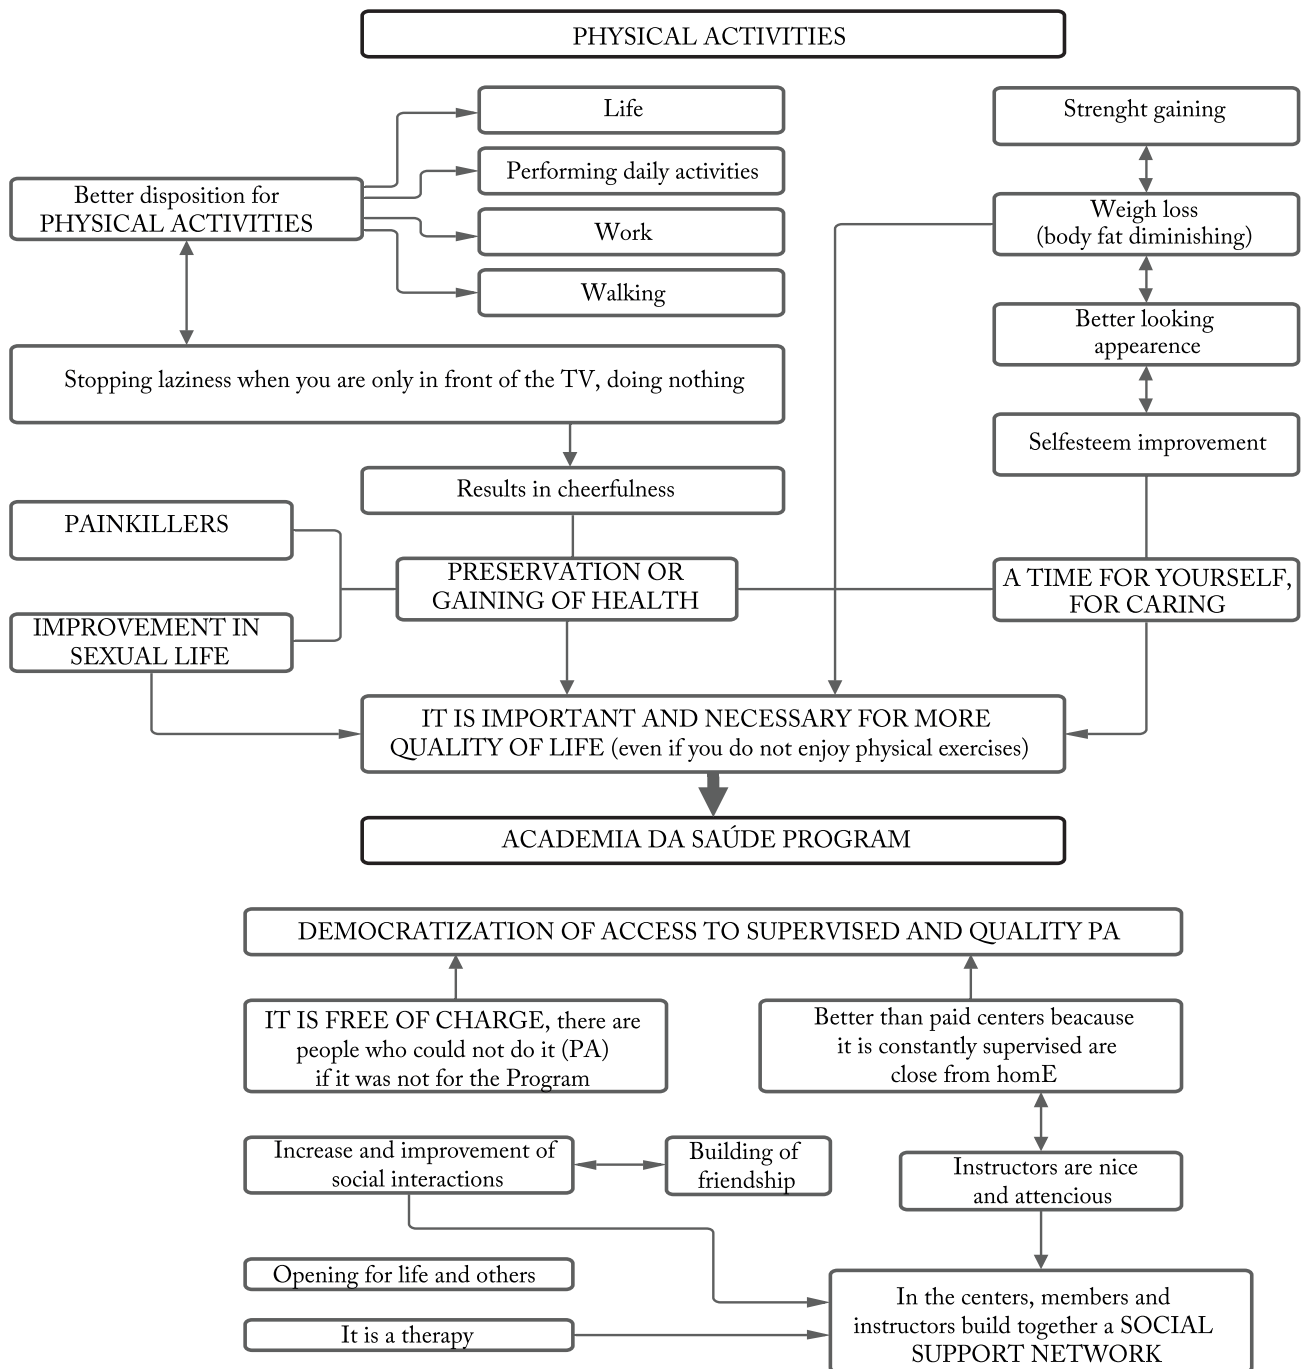 PHYSICAL ACTIVITIES
Life
Strenght gaining
Performing daily activities
Better disposition for
PHYSICAL ACTIVITIES
Weigh loss
(body fat diminishing)
Work
Walking
Better looking
appearence
Stopping laziness when you are only in front of the TV, doing nothing
Selfesteem improvement
Results in cheerfulness
PAINKILLERS
PRESERVATION OR
GAINING OF HEALTH
A TIME FOR YOURSELF,
FOR CARING
IMPROVEMENT IN
SEXUAL LIFE
IT IS IMPORTANT AND NECESSARY FOR MORE
QUALITY OF LIFE (even if you do not enjoy physical exercises)
ACADEMIA DA SAÚDE PROGRAM
DEMOCRATIZATION OF ACCESS TO SUPERVISED AND QUALITY PA
IT IS FREE OF CHARGE, there are
people who could not do it (PA)
if it was not for the Program
Better than paid centers beacause
it is constantly supervised are
close from homE
Increase and improvement of
social interactions
Building of
friendship
Instructors are nice
and attencious
Opening for life and others
It is a therapy
In the centers, members and
instructors build together a SOCIAL
SUPPORT NETWORK